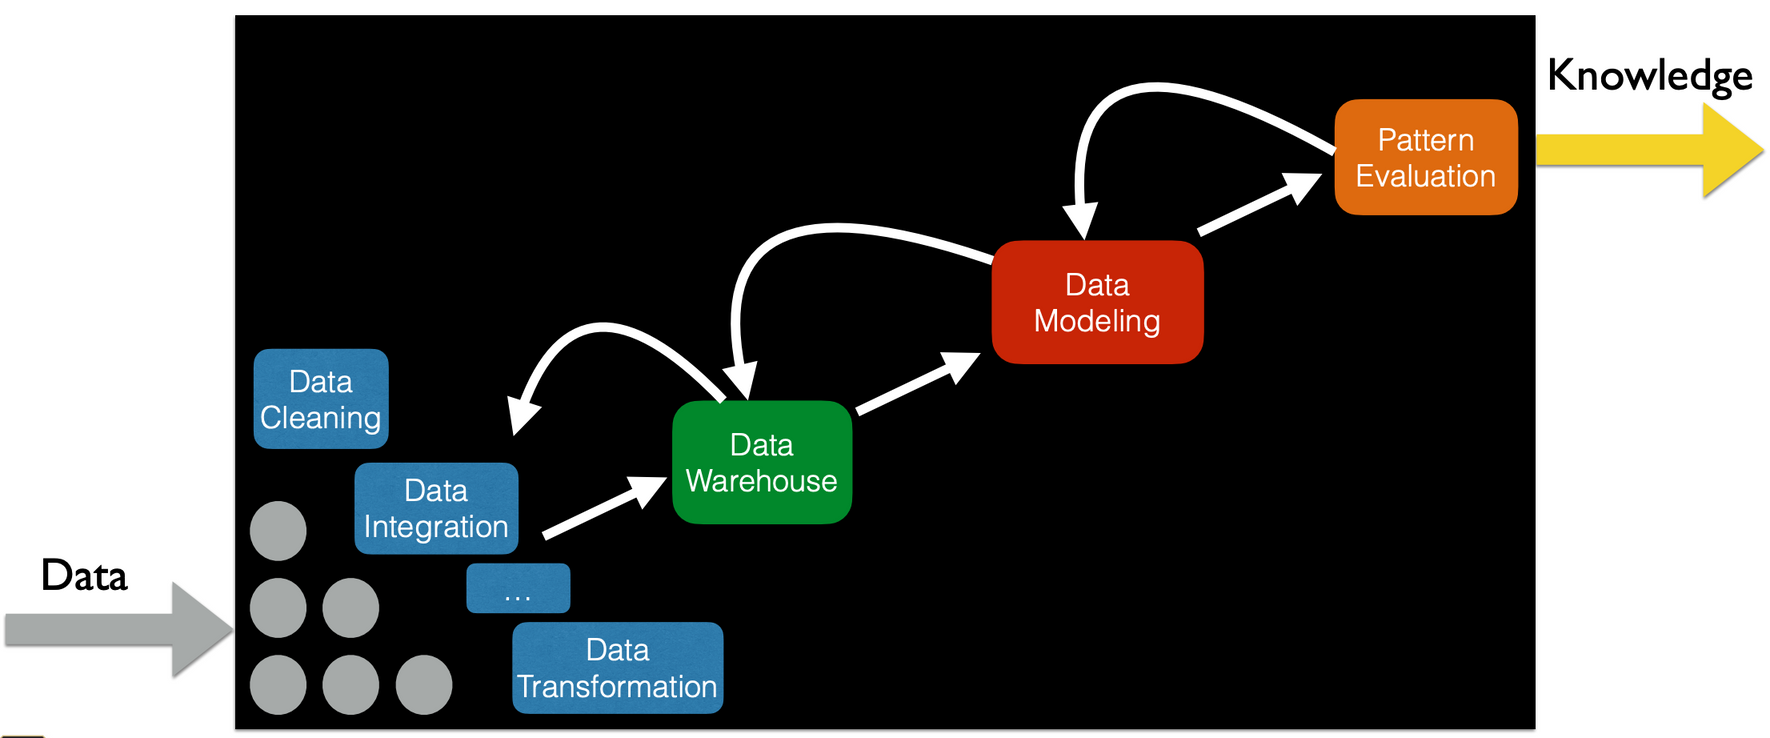 Knowledge
Pattern
Evaluation
Data
Modeling
Data
Cleaning
Data
Warehouse
Data
Integration
Data
...
Data
Transformation